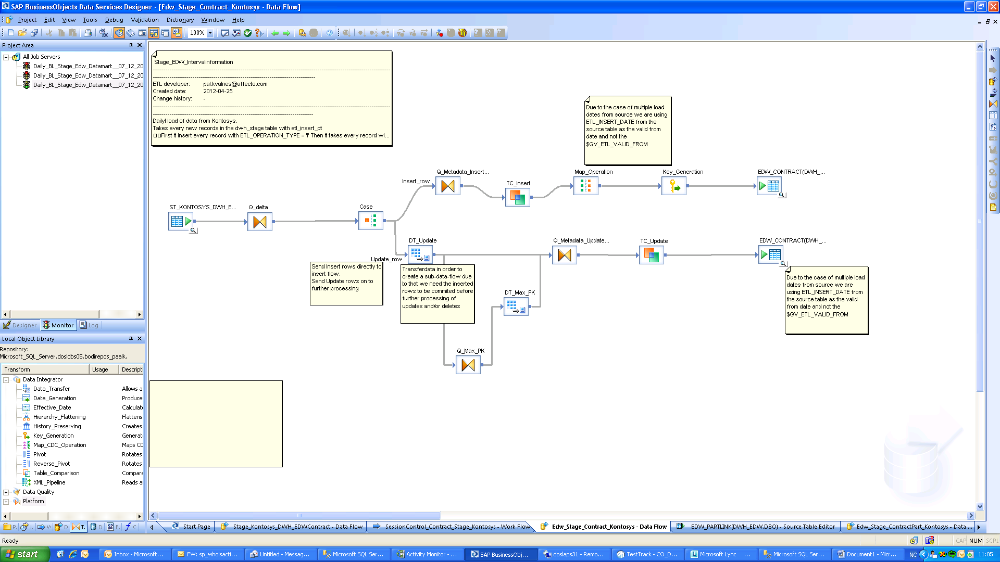 SAP BusinessObjects Data Services Designer - [Edw_Stage_Contract_Kontosys - Data Flow]
Project Edit View Tools Debug Validation Dictionary Window Help
100%
Project Area
All Job Servers
Daily_BL_Stage_Edw_Datamart__07_12_20
Daily_BL_Stage_Edw_Datamart__07_12_20
Daily_BL_Stage_Edw_Datamart__07_12_20
Designer Monitor Log
Local Object Library
Repository:
Microsoft_SQL_Server.dosldbs05.bodirepos_paalk.
Transform Usage Descripti
Data Integrator
Data_Transfer Allows a
Date_Generation Produce
Effective_Date Calculate
Hierarchy_Flattening Flattens
History_Preserving Creates
Key_Generation Generate
Map_CDC_Operation Maps CD
Pivot Rotates
Reverse_Pivot Rotates
Table_Comparison Compare
XML_Pipeline Reads ar
Data Quality
Platform
Stage_EDW_Intervalinformation
ETL developer: pal.kvalnes@affecto.com
Created date: 2012-04-25
Change history: -
Dailyl load of data from Kontosys.
Takes every new records in the dwh_stage table with etl_insert_dt
First it insert every record with ETL_OPERATION_TYPE = 'I' Then it takes every record wi...
Due to the case of multiple load
dates from source we are using
ETL_INSERT_DATE from the
source table as the valid from
date and not the
$GV_ETL_VALID_FROM
Q_Metadata_Insert...
Insert_row
TC_Insert
Map_Operation
Key_Generation
EDW_CONTRACT(DWH_...
ST_KONTOSYS_DWH_E...
Q_delta
Case
DT_Update
Update_row
Q_Metadata_Update...
TC_Update
EDW_CONTRACT(DWH_...
Send Insert rows directly to
insert flow.
Send Update rows on to
further processing
Transferdata in order to
create a sub-data-flow due
to that we need the inserted
rows to be commited before
further processing of
updates and/or deletes
DT_Max_PK
Q_Max_PK
Due to the case of multiple load
dates from source we are
using ETL_INSERT_DATE from
the source table as the valid
from date and not the
$GV_ETL_VALID_FROM
P. J. W D T. D F. C
Start Page Stage_Kontosys_DWH_EDWContract - Data Flow SessionControl_Contract_Stage_Kontosys - Work Flow Edw_Stage_Contract_Kontosys - Data Flow EDW_PARTLINK(DWH_EDW.DBO) - Source Table Editor Edw_Stage_ContractPart_Kontosys - Data ...
Ready CAP NUM SCRL
start Inbox - Microsoft... FW: sp_whoisacti... Untitled - Messag... Microsoft SQL Ser... Activity Monitor - ... SAP BusinessObj... doslaps31 - Remo... TestTrack - CO_D... Microsoft Lync ... Microsoft SQL Ser... Document1 - Micr... NC 11:05